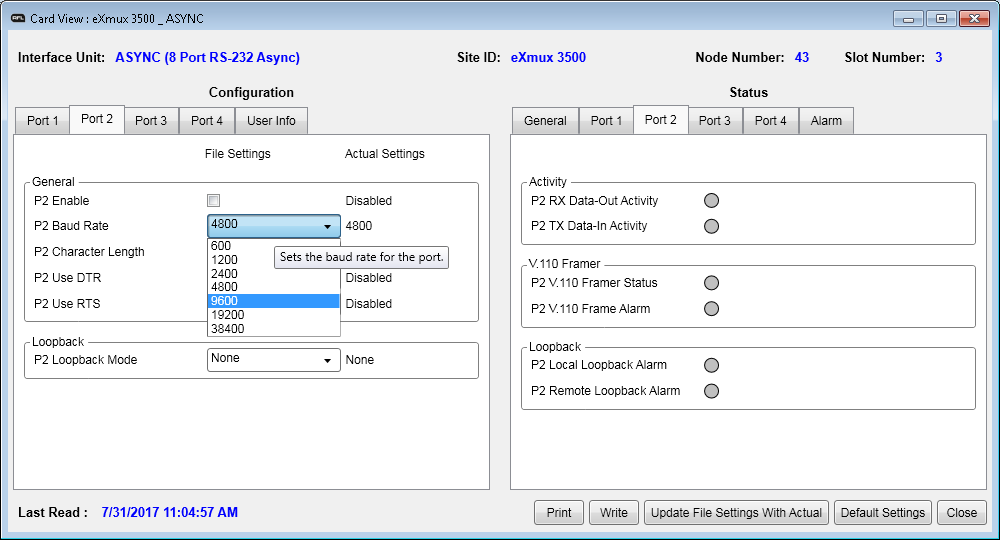 AFL Card View : eXmux 3500 _ ASYNC
Interface Unit: ASYNC (8 Port RS-232 Async) Site ID: eXmux 3500 Node Number: 43 Slot Number: 3
Configuration
Port 1 Port 2 Port 3 Port 4 User Info
File Settings Actual Settings
General
P2 Enable Disabled
P2 Baud Rate 4800 4800
P2 Character Length
P2 Use DTR Disabled
P2 Use RTS Disabled
600
1200
2400
4800
9600
19200
38400
Sets the baud rate for the port.
Loopback
P2 Loopback Mode None None
Status
General Port 1 Port 2 Port 3 Port 4 Alarm
Activity
P2 RX Data-Out Activity
P2 TX Data-In Activity
V.110 Framer
P2 V.110 Framer Status
P2 V.110 Frame Alarm
Loopback
P2 Local Loopback Alarm
P2 Remote Loopback Alarm
Last Read : 7/31/2017 11:04:57 AM
Print Write Update File Settings With Actual Default Settings Close